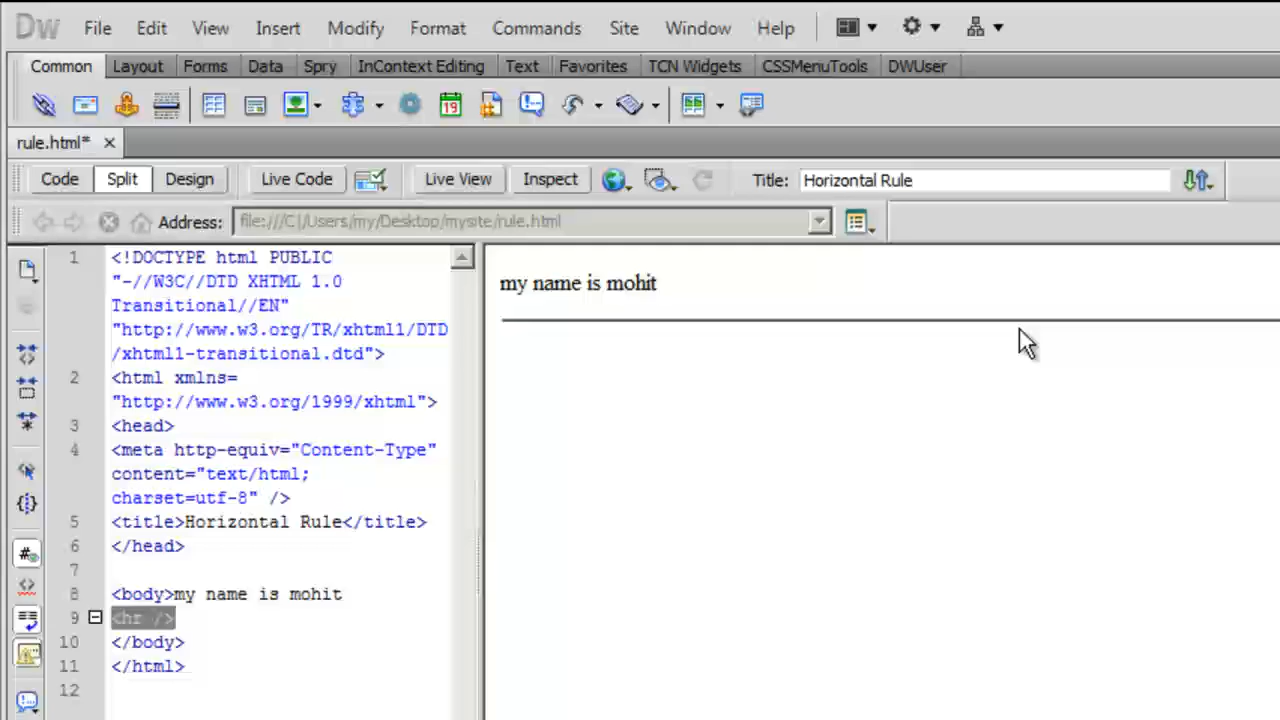 Dw File Edit View Insert Modify Format Commands Site Window Help
Common Layout Forms Data Spry InContext Editing Text Favorites TCN Widgets CSSMenuTools DWUser
19
rule.html* ×
Code Split Design Live Code Live View Inspect Title: Horizontal Rule
Address: file:///C|/Users/my/Desktop/mysite/rule.html
1 <!DOCTYPE html PUBLIC
"-//W3C//DTD XHTML 1.0
Transitional//EN"
"http://www.w3.org/TR/xhtml1/DTD
/xhtml1-transitional.dtd">
2 <html xmlns=
"http://www.w3.org/1999/xhtml">
3 <head>
4 <meta http-equiv="Content-Type"
content="text/html;
charset=utf-8" />
5 <title>Horizontal Rule</title>
6 </head>
7
8 <body>my name is mohit
9 <hr />
10 </body>
11 </html>
12
my name is mohit